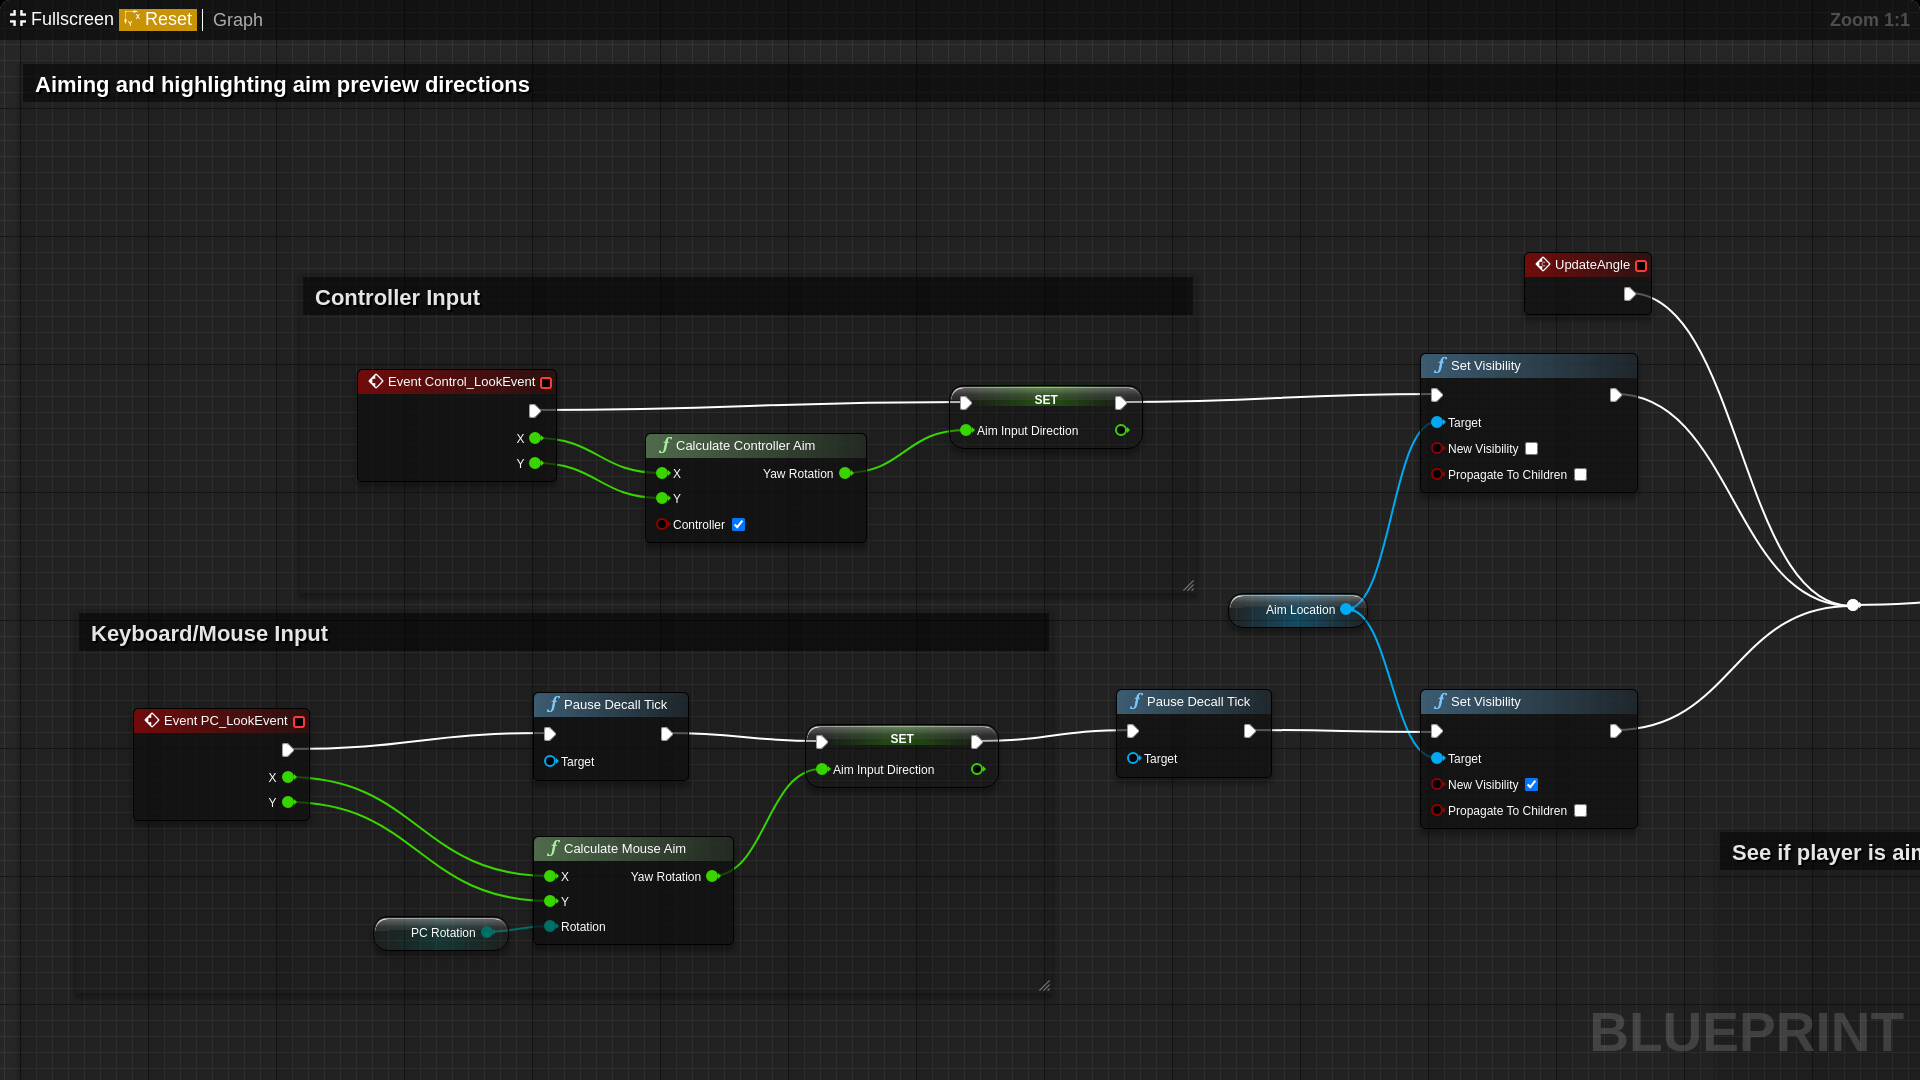 Fullscreen Reset Graph Zoom 1:1
Aiming and highlighting aim preview directions
UpdateAngle
Controller Input
Event Control_LookEvent
X
Y
Calculate Controller Aim
X Yaw Rotation
Y
Controller
SET
Aim Input Direction
Set Visibility
Target
New Visibility
Propagate To Children
Aim Location
Keyboard/Mouse Input
Event PC_LookEvent
X
Y
Pause Decall Tick
Target
SET
Aim Input Direction
Pause Decall Tick
Target
Set Visibility
Target
New Visibility
Propagate To Children
Calculate Mouse Aim
X Yaw Rotation
Y
Rotation
PC Rotation
See if player is aim
BLUEPRINT